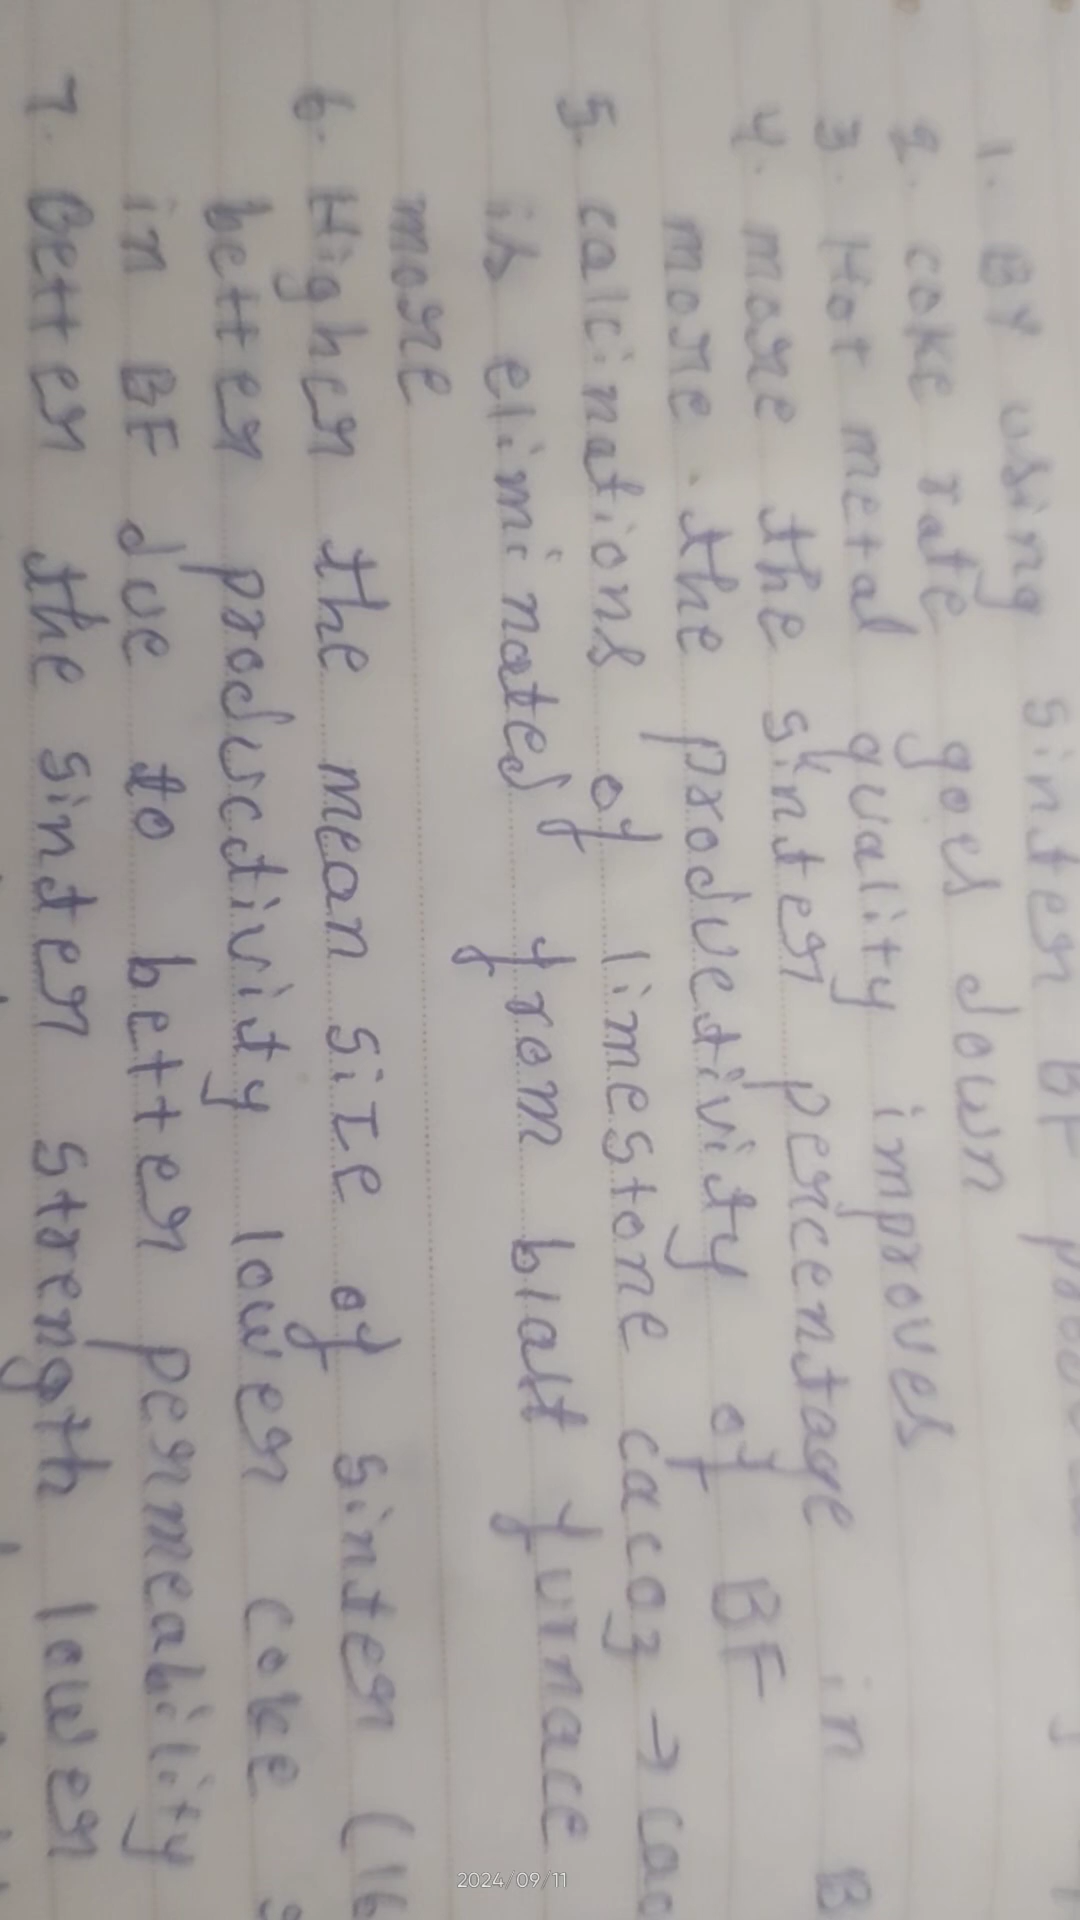 1. BY using sinter BF
2. coke rate goes down
3. Hot metal quality improves
4. more the sinter percentage in B
more the productivity of BF
5. calcinations of limestone caco3 → cao
is eliminated from blast furnace
more
6. Higher the mean size of sinter (16
better productivity lower coke
in BF due to better permeability
7. Better the sinter strength lower
2024/09/11